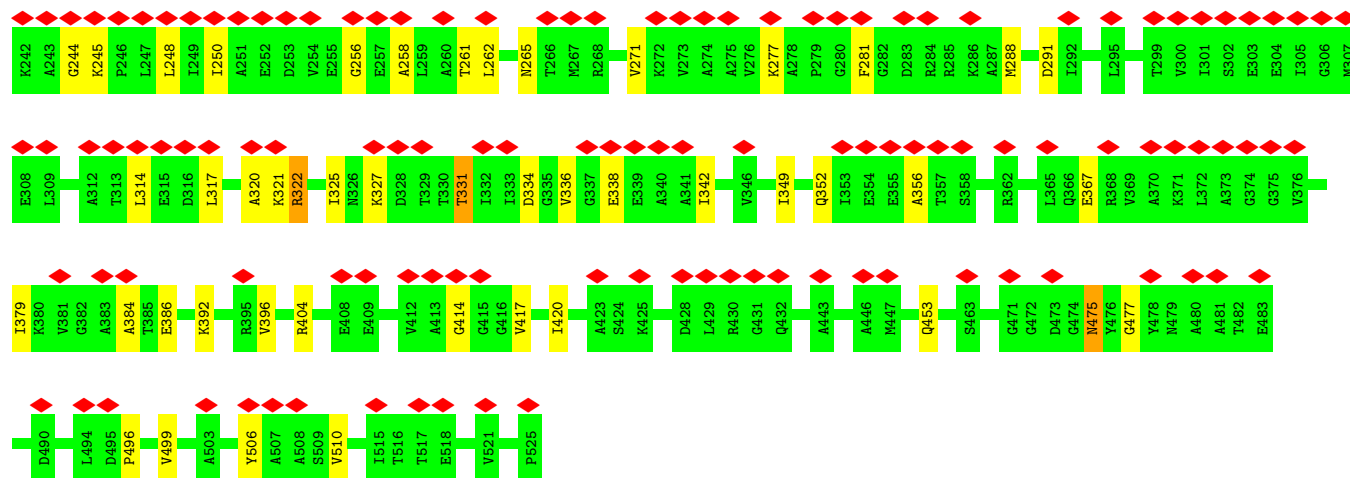 K242 A243 G244 K245 P246 L247 L248 I249 I250 A251 E252 D253 V254 E255 G256 E257 A258 L259 A260 T261 L262 N265 T266 M267 R268 V271 K272 V273 A274 A275 V276 K277 A278 P279 G280 F281 G282 D283 R284 R285 K286 A287 M288 D291 I292 L295 T299 V300 I301 S302 E303 E304 I305 G306 M307
E308 L309 A312 T313 L314 E315 D316 L317 A320 K321 R322 I325 N326 K327 D328 T329 T330 T331 I332 I333 D334 G335 V336 G337 E338 E339 A340 A341 I342 V346 I349 Q352 I353 E354 E355 A356 T357 S358 R362 L365 Q366 E367 R368 V369 A370 K371 L372 A373 G374 G375 V376
I379 K380 V381 G382 A383 A384 T385 E386 K392 R395 V396 R404 E408 E409 V412 A413 G414 G415 G416 V417 I420 A423 S424 K425 D428 L429 R430 G431 Q432 A443 A446 M447 Q453 S463 G471 G472 D473 G474 N475 Y476 G477 Y478 N479 A480 A481 T482 E483
D490 L494 D495 P496 V499 A503 Y506 A507 A508 S509 V510 I515 T516 T517 E518 V521 P525